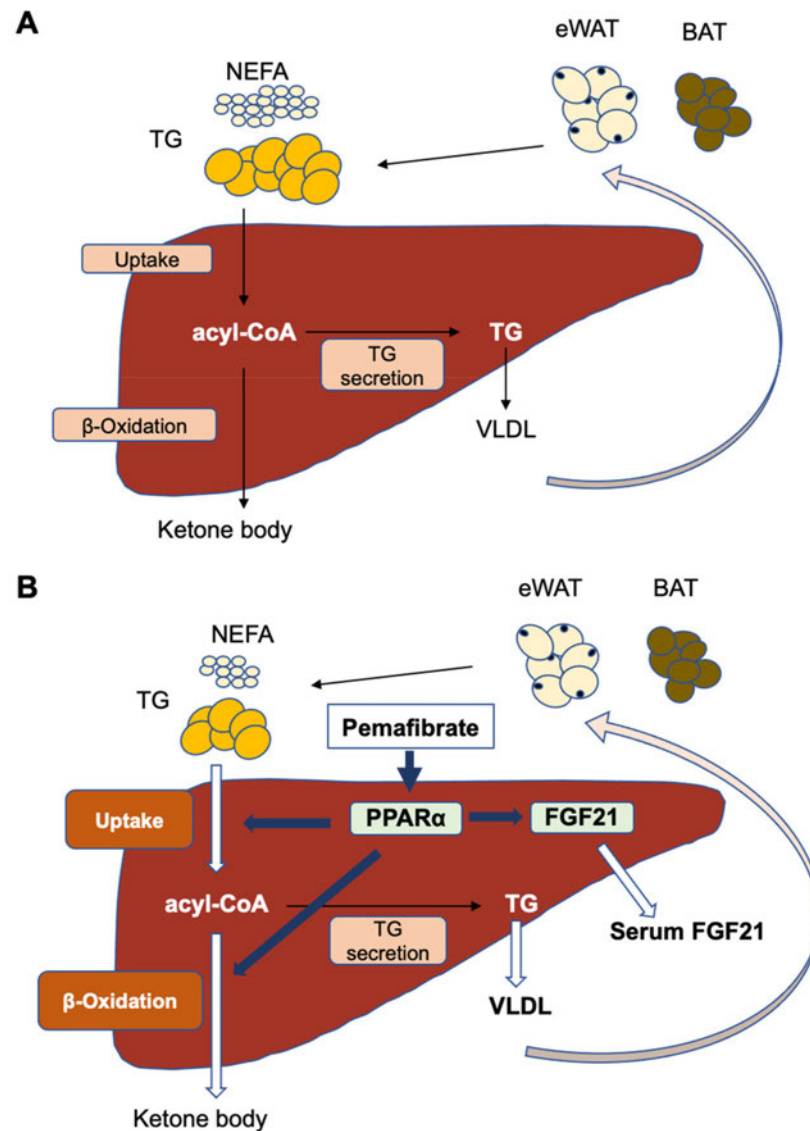 A
eWAT
BAT
NEFA
TG
Uptake
acyl-CoA
TG
TG
secretion
β-Oxidation
VLDL
Ketone body
B
eWAT
BAT
NEFA
TG
Pemafibrate
Uptake
PPARα
FGF21
acyl-CoA
TG
TG
secretion
Serum FGF21
β-Oxidation
VLDL
Ketone body